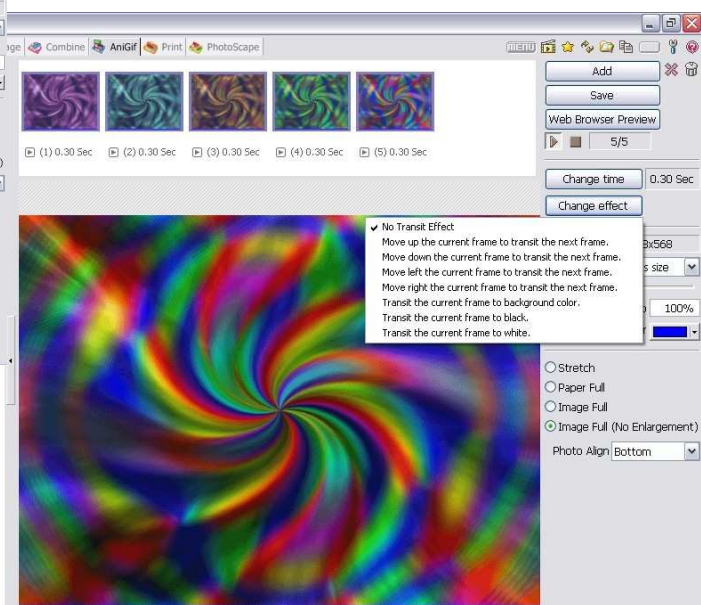 Combine AniGif Print PhotoScape
Add
Save
Web Browser Preview
5/5
(1) 0.30 Sec (2) 0.30 Sec (3) 0.30 Sec (4) 0.30 Sec (5) 0.30 Sec
Change time 0.30 Sec
Change effect
No Transit Effect
Move up the current frame to transit the next frame.
Move down the current frame to transit the next frame.
Move left the current frame to transit the next frame.
Move right the current frame to transit the next frame.
Transit the current frame to background color.
Transit the current frame to black.
Transit the current frame to white.
x568
size
100%
Stretch
Paper Full
Image Full
Image Full (No Enlargement)
Photo Align Bottom